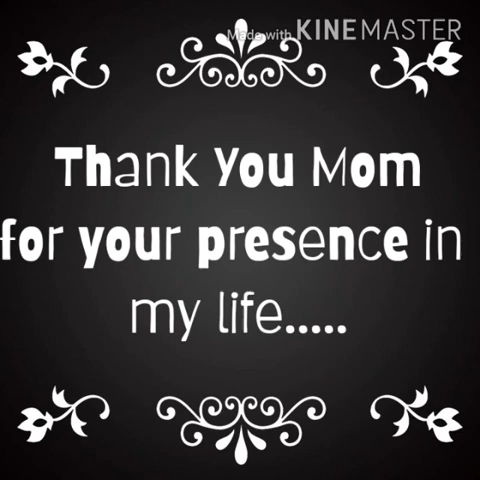 Made with KINEMASTER
Thank You Mom
for your presence in
my life.....